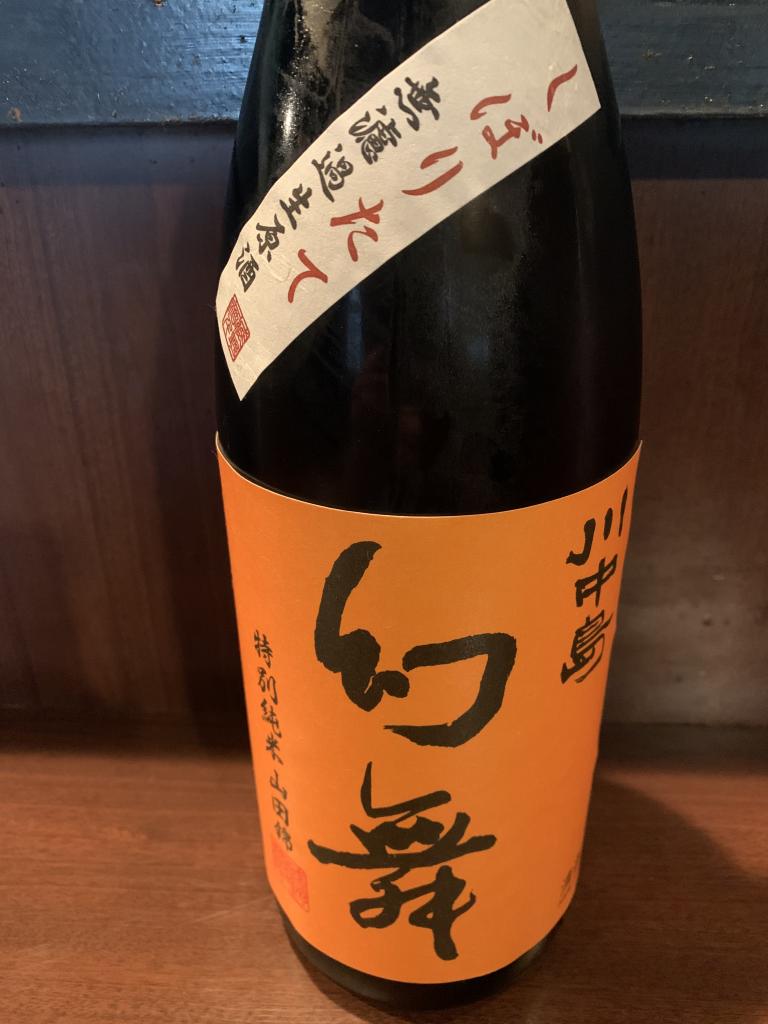 しぼりたて
無濾過生原酒
川中島
幻舞
特別純米 山田錦